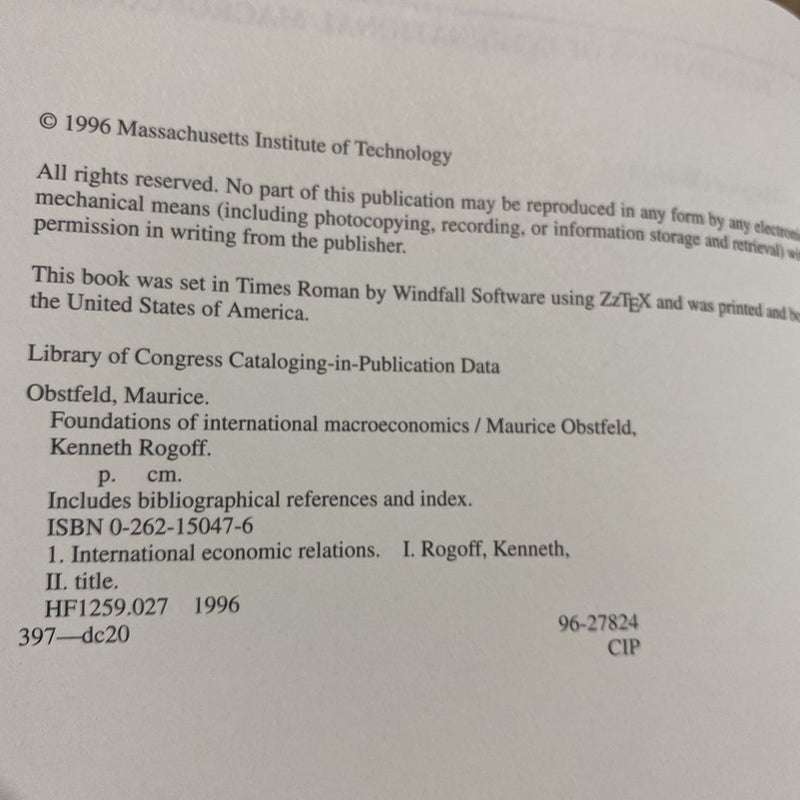 © 1996 Massachusetts Institute of Technology
All rights reserved. No part of this publication may be reproduced in any form by any electronic
mechanical means (including photocopying, recording, or information storage and retrieval)
permission in writing from the publisher.
This book was set in Times Roman by Windfall Software using ZzTEX and was printed and
the United States of America.
Library of Congress Cataloging-in-Publication Data
Obstfeld, Maurice.
Foundations of international macroeconomics / Maurice Obstfeld,
Kenneth Rogoff.
p. cm.
Includes bibliographical references and index.
ISBN 0-262-15047-6
1. International economic relations. I. Rogoff, Kenneth,
II. title.
HF1259.027 1996
397—dc20
96-27824
CIP